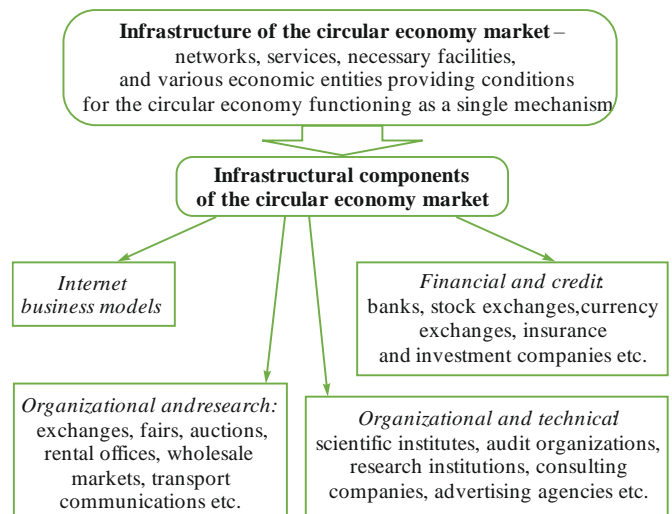 Infrastructure of the circular economy market –
networks, services, necessary facilities,
and various economic entities providing conditions
for the circular economy functioning as a single mechanism
Infrastructural components
of the circular economy market
Internet
business models
Financial and credit:
banks, stock exchanges,currency
exchanges, insurance
and investment companies etc.
Organizational andresearch:
exchanges, fairs, auctions,
rental offices, wholesale
markets, transport
communications etc.
Organizational and technical
scientific institutes, audit organizations,
research institutions, consulting
companies, advertising agencies etc.